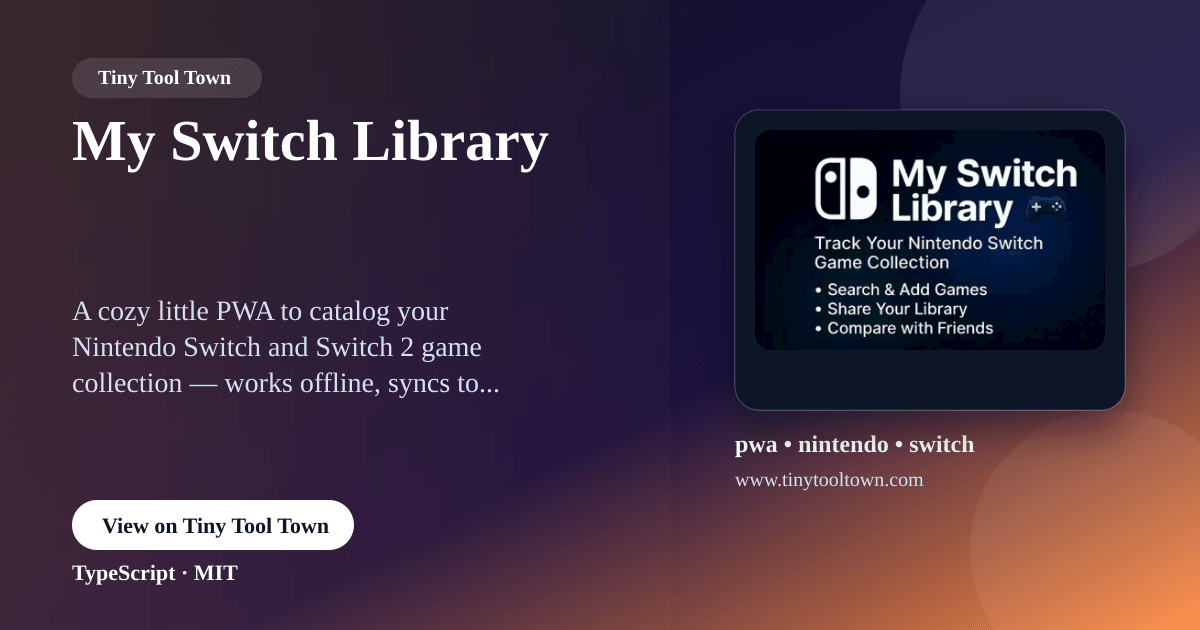 Tiny Tool Town
My Switch Library
A cozy little PWA to catalog your
Nintendo Switch and Switch 2 game
collection — works offline, syncs to...
View on Tiny Tool Town
TypeScript · MIT
My Switch
Library
Track Your Nintendo Switch
Game Collection
• Search & Add Games
• Share Your Library
• Compare with Friends
pwa • nintendo • switch
www.tinytooltown.com